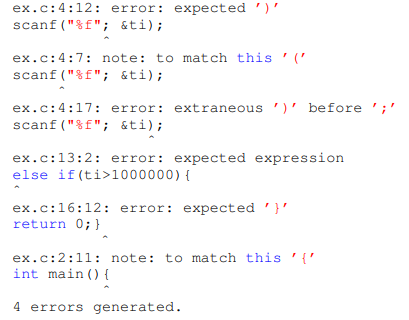 ex.c:4:12: error: expected ’)’
scanf("%f"; &ti);
^
ex.c:4:7: note: to match this ’(’
scanf("%f"; &ti);
^
ex.c:4:17: error: extraneous ’)’ before ’;’
scanf("%f"; &ti);
^
ex.c:13:2: error: expected expression
else if(ti>1000000){
^
ex.c:16:12: error: expected ’}’
return 0;}
^
ex.c:2:11: note: to match this ’{’
int main(){
^
4 errors generated.